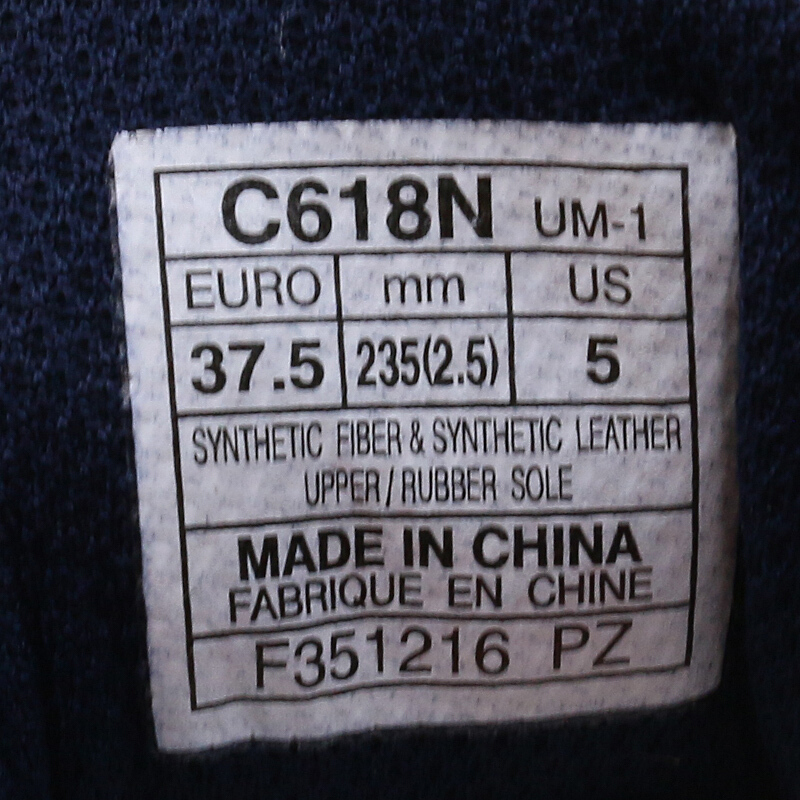 C618N UM-1
EURO mm US
37.5 235(2.5) 5
SYNTHETIC FIBER & SYNTHETIC LEATHER
UPPER/RUBBER SOLE
MADE IN CHINA
FABRIQUE EN CHINE
F351216 PZ